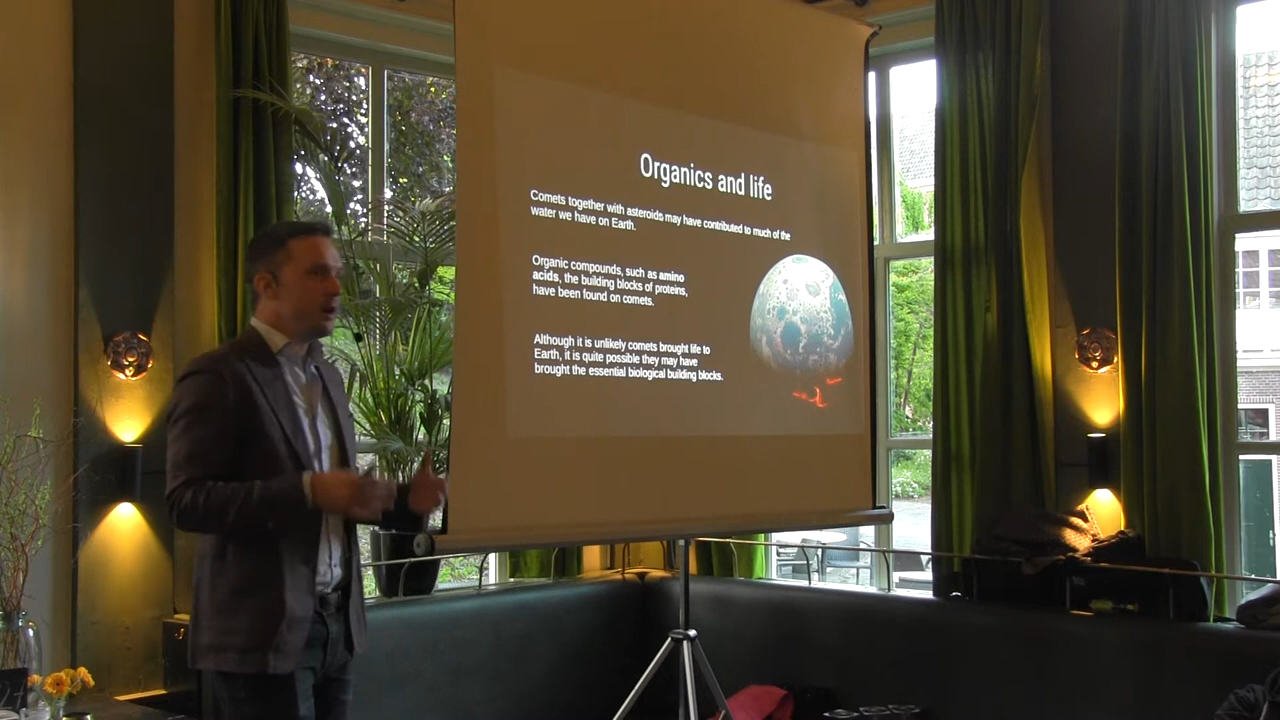 Organics and life
Comets together with asteroids may have contributed to much of the
water we have on Earth.
Organic compounds, such as amino
acids, the building blocks of proteins,
have been found on comets.
Although it is unlikely comets brought life to
Earth, it is quite possible they may have
brought the essential biological building blocks.
27